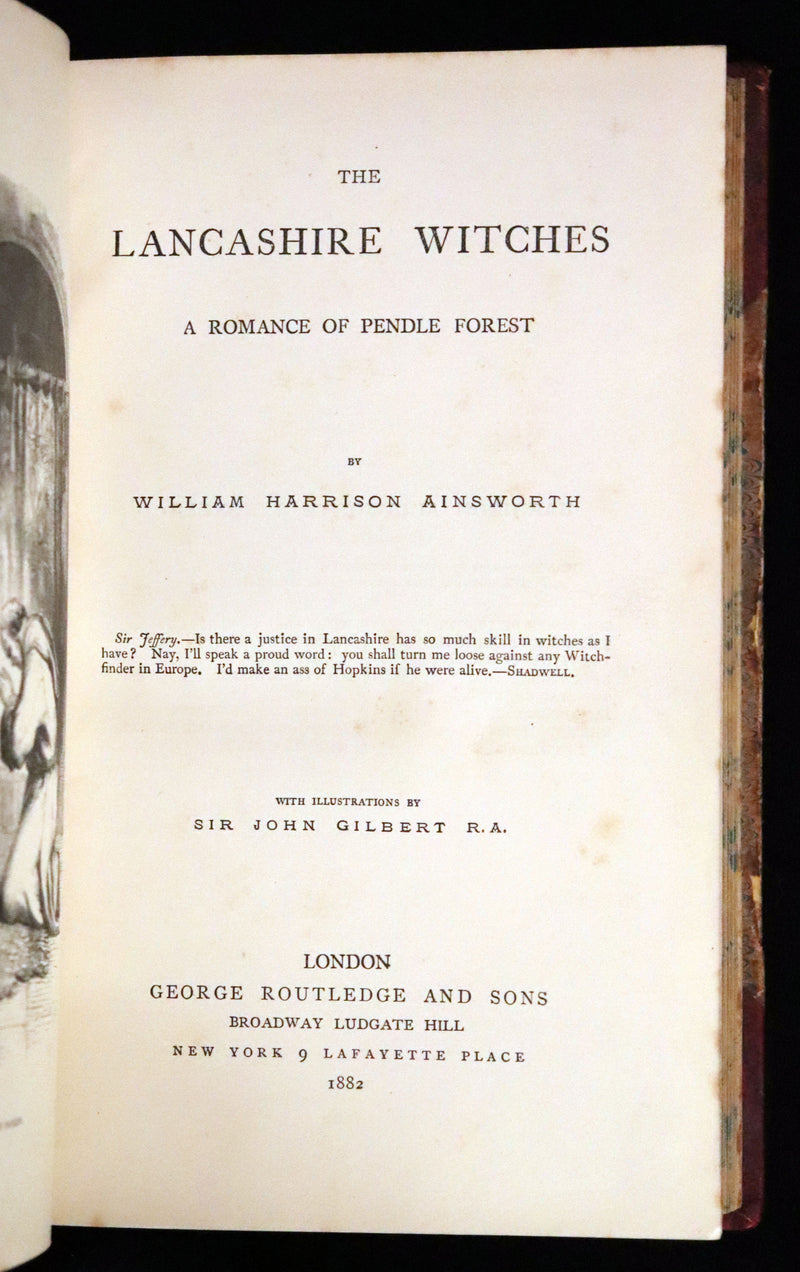 THE
LANCASHIRE WITCHES
A ROMANCE OF PENDLE FOREST
BY
WILLIAM HARRISON AINSWORTH
Sir Jeffery.—Is there a justice in Lancashire has so much skill in witches as I
have? Nay, I'll speak a proud word: you shall turn me loose against any Witch-
finder in Europe. I'd make an ass of Hopkins if he were alive.—SHADWELL.
WITH ILLUSTRATIONS BY
SIR JOHN GILBERT R.A.
LONDON
GEORGE ROUTLEDGE AND SONS
BROADWAY LUDGATE HILL
NEW YORK 9 LAFAYETTE PLACE
1882